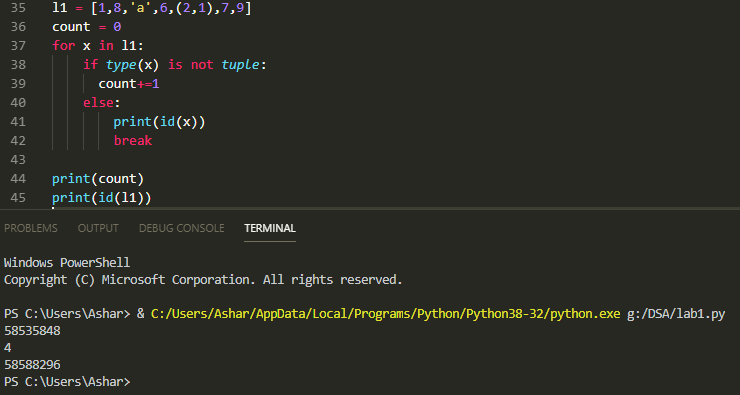 35 l1 = [1,8,'a',6,(2,1),7,9]
36 count = 0
37 for x in l1:
38 if type(x) is not tuple:
39 count+=1
40 else:
41 print(id(x))
42 break
43
44 print(count)
45 print(id(l1))
PROBLEMS OUTPUT DEBUG CONSOLE TERMINAL
Windows PowerShell
Copyright (C) Microsoft Corporation. All rights reserved.
PS C:\Users\Ashar> & C:/Users/Ashar/AppData/Local/Programs/Python/Python38-32/python.exe g:/DSA/lab1.py
58535848
4
58588296
PS C:\Users\Ashar>